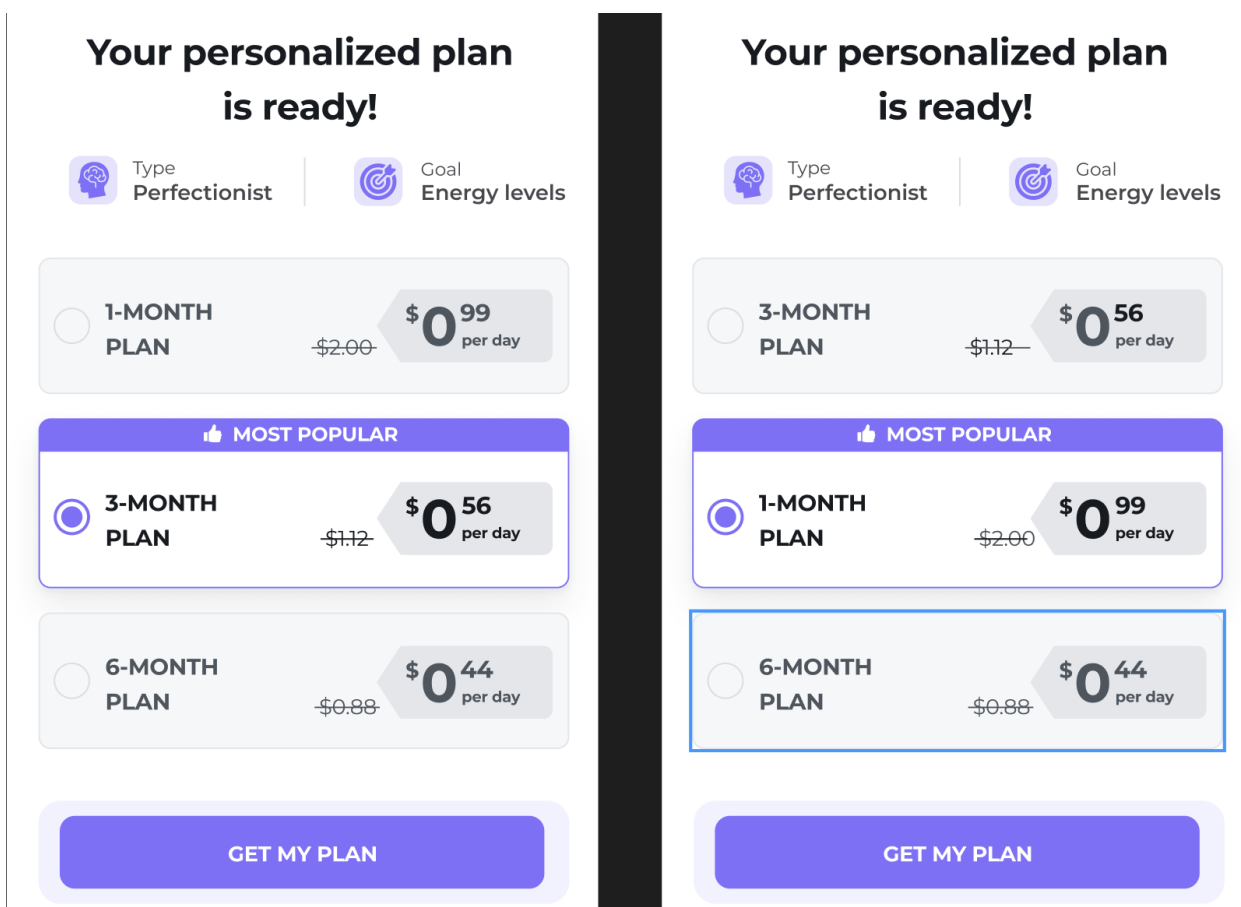 Your personalized plan
is ready!
Type
Perfectionist
Goal
Energy levels
1-MONTH
PLAN
$2.00
$0 99
per day
MOST POPULAR
3-MONTH
PLAN
$1.12
$0 56
per day
6-MONTH
PLAN
$0.88
$0 44
per day
GET MY PLAN
Your personalized plan
is ready!
Type
Perfectionist
Goal
Energy levels
3-MONTH
PLAN
$1.12
$0 56
per day
MOST POPULAR
1-MONTH
PLAN
$2.00
$0 99
per day
6-MONTH
PLAN
$0.88
$0 44
per day
GET MY PLAN